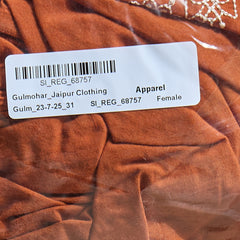 SI_REG_68757
Gulmohar_Jaipur Clothing Apparel
Gulm_23-7-25_31 SI_REG_68757 Female